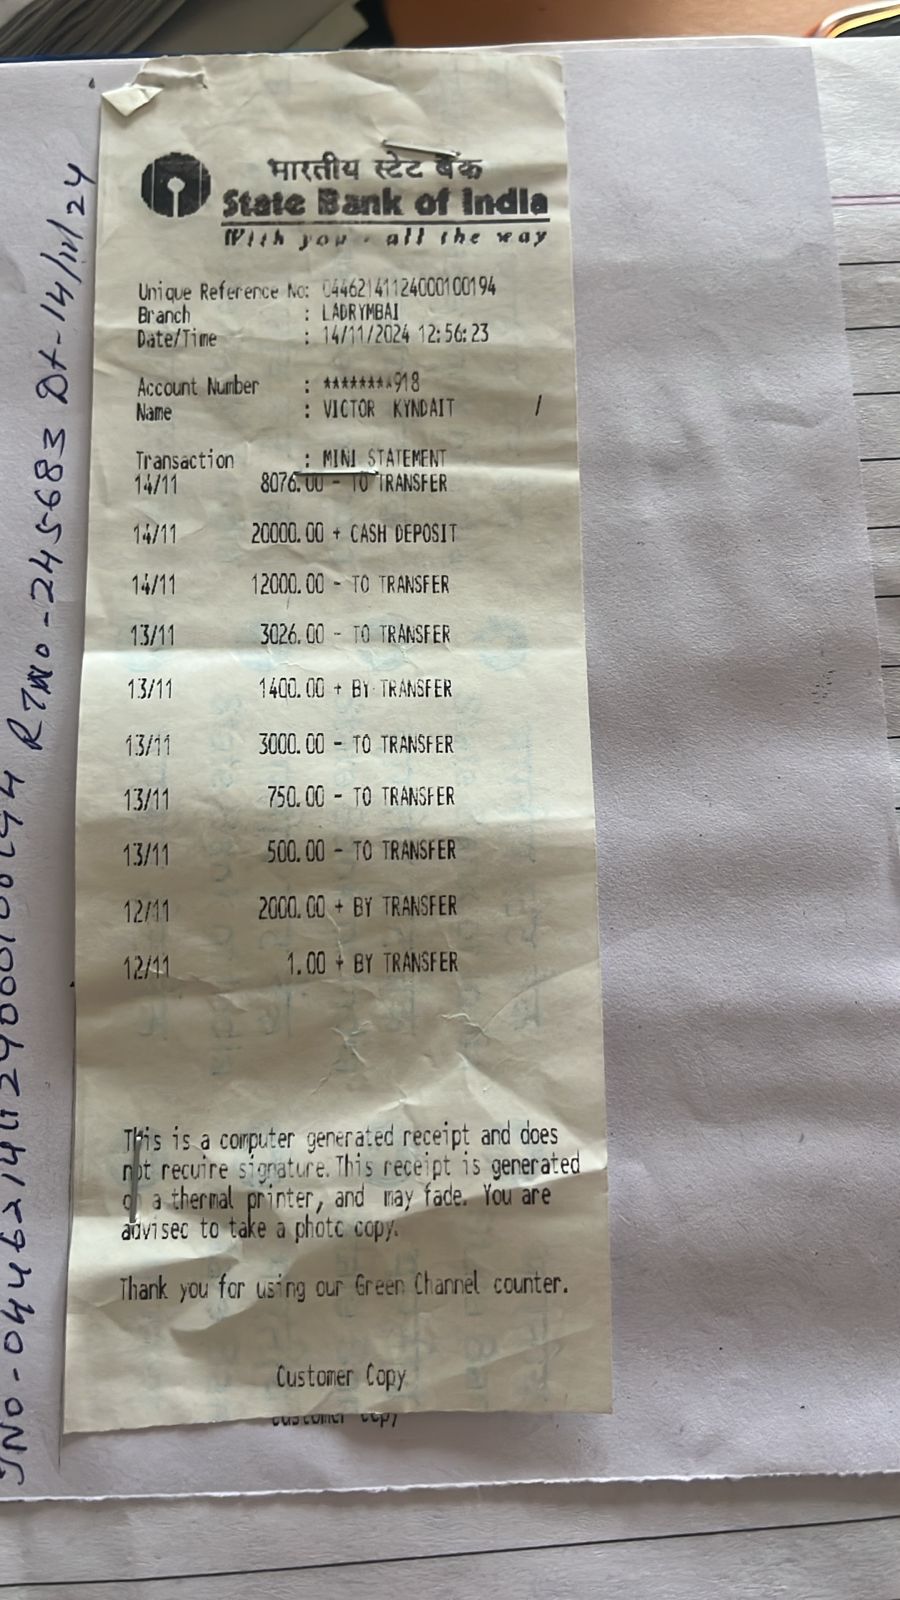 भारतीय स्टेट बैंक
State Bank of India
With you - all the way
Unique Reference No: 04462141124000100194
Branch : LADRYMBAI
Date/Time : 14/11/2024 12:56:23
Account Number : ********918
Name : VICTOR KYNDAIT /
Transaction : MINI STATEMENT
14/11 8076.00 - TO TRANSFER
14/11 20000.00 + CASH DEPOSIT
14/11 12000.00 - TO TRANSFER
13/11 3026.00 - TO TRANSFER
13/11 1400.00 + BY TRANSFER
13/11 3000.00 - TO TRANSFER
13/11 750.00 - TO TRANSFER
13/11 500.00 - TO TRANSFER
12/11 2000.00 + BY TRANSFER
12/11 1.00 + BY TRANSFER
This is a computer generated receipt and does
not recuire signature. This receipt is generated
on a thermal printer, and may fade. You are
advised to take a photo copy.
Thank you for using our Green Channel counter.
Customer Copy
Customer Copy
JNO-04462141124000100194 RTNO-245683 Dt-14/11/24